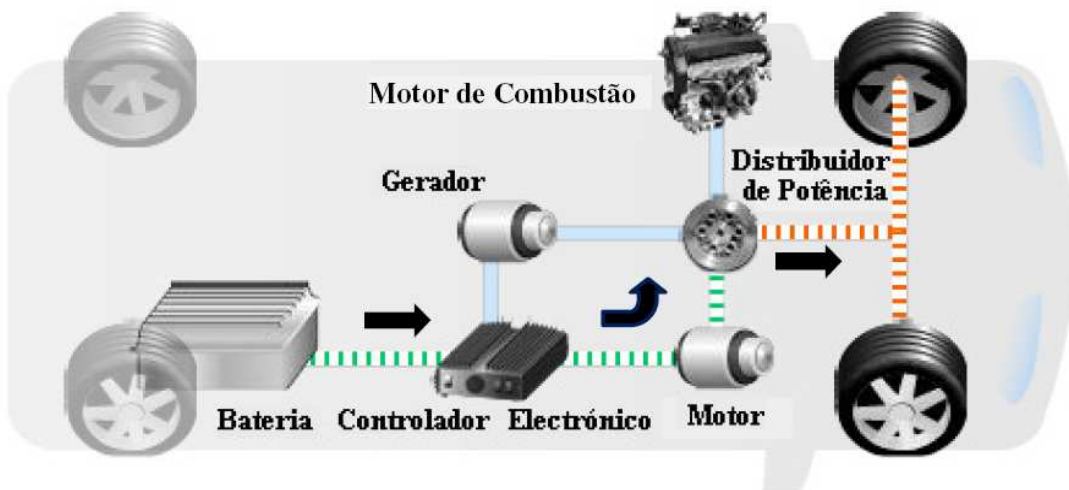 Motor de Combustão
Distribuidor
de Potência
Gerador
Bateria
Controlador Electrónico
Motor